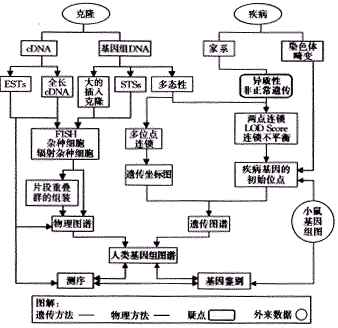 克隆
疾病
cDNA
基因组DNA
家系
染色体
畸变
ESTs
全长
cDNA
大的
插入
克隆
STSs
多态性
异质性
非正常遗传
FISH
杂种细胞
辐射杂种细胞
多位点
连锁
两点连锁
LOD Score
连锁不平衡
片段重叠
群的组装
遗传坐标图
疾病基因的
初始位点
物理图谱
遗传图谱
小鼠
基因
组图
人类基因组图谱
测序
基因鉴别
图解:
遗传方法 — 物理方法 — 疑点 外来数据